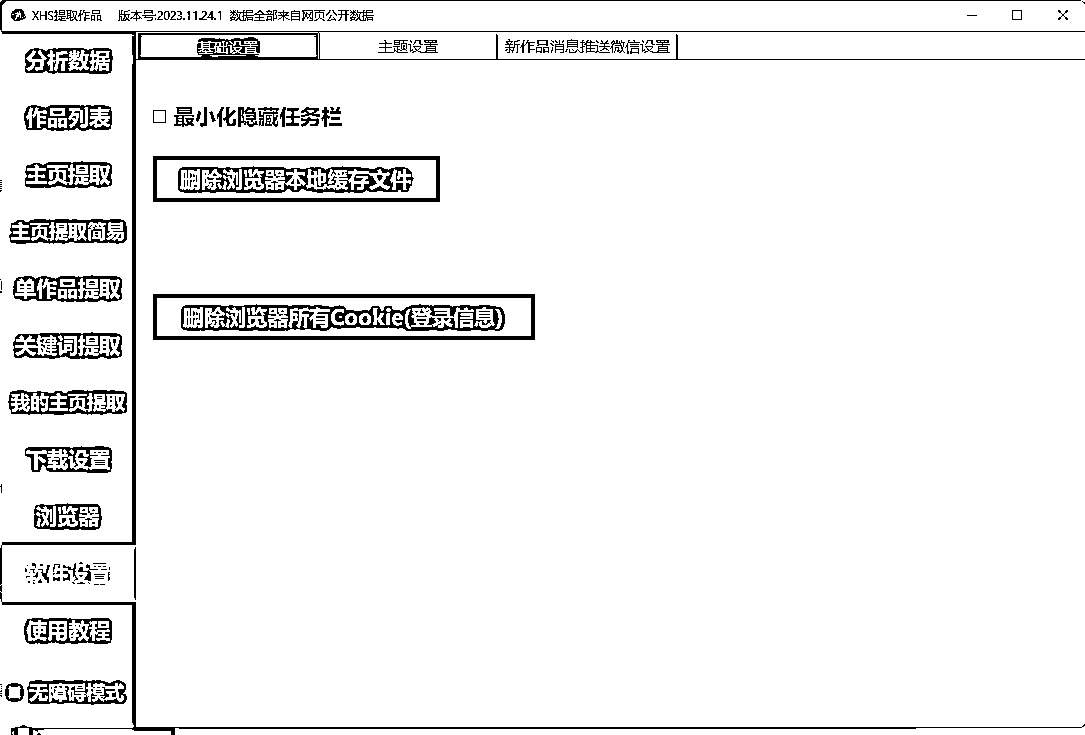 XHS提取作品 版本号:2023.11.24.1 数据全部来自网页公开数据
基础设置 主题设置 新作品消息推送微信设置
分析数据
作品列表
主页提取
主页提取简易
单作品提取
关键词提取
我的主页提取
下载设置
浏览器
软件设置
使用教程
无障碍模式
最小化隐藏任务栏
删除浏览器本地缓存文件
删除浏览器所有Cookie(登录信息)